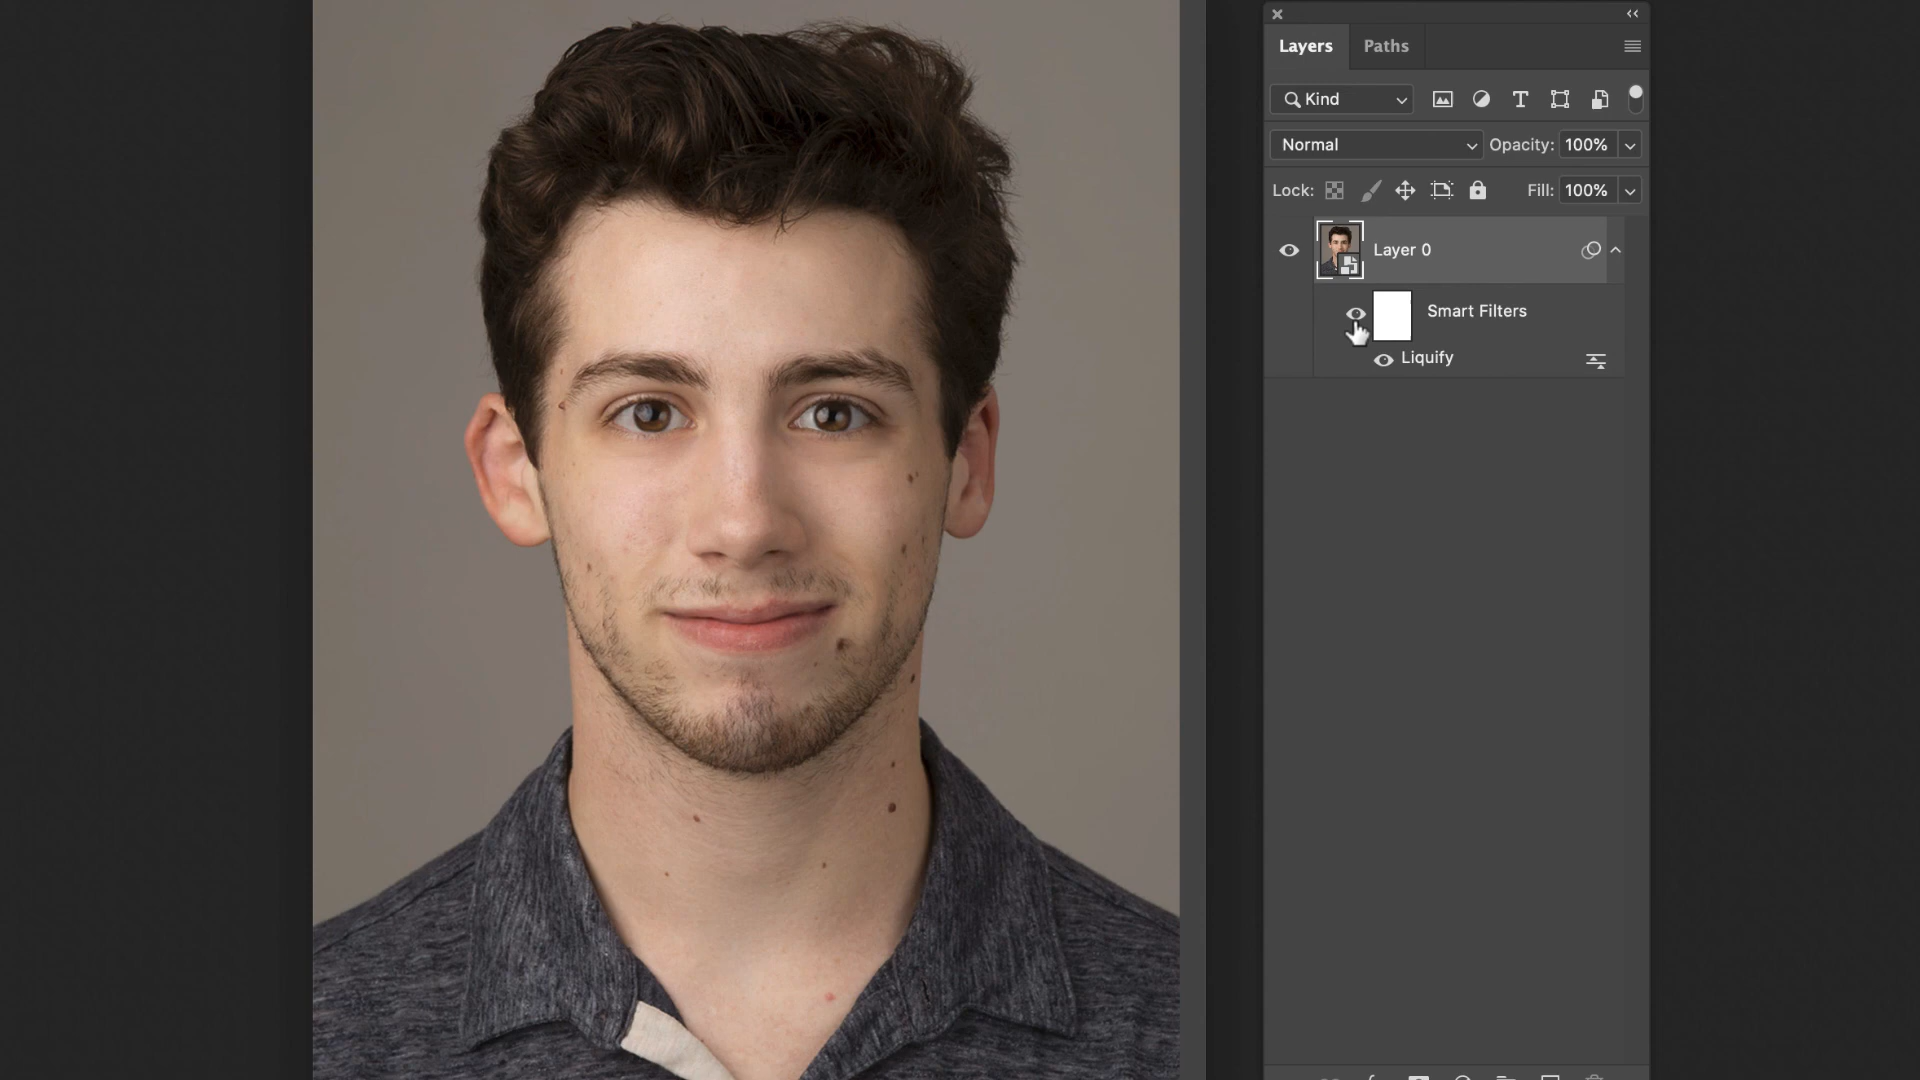 Layers Paths
Kind
Normal Opacity: 100%
Lock: Fill: 100%
Layer 0
Smart Filters
Liquify